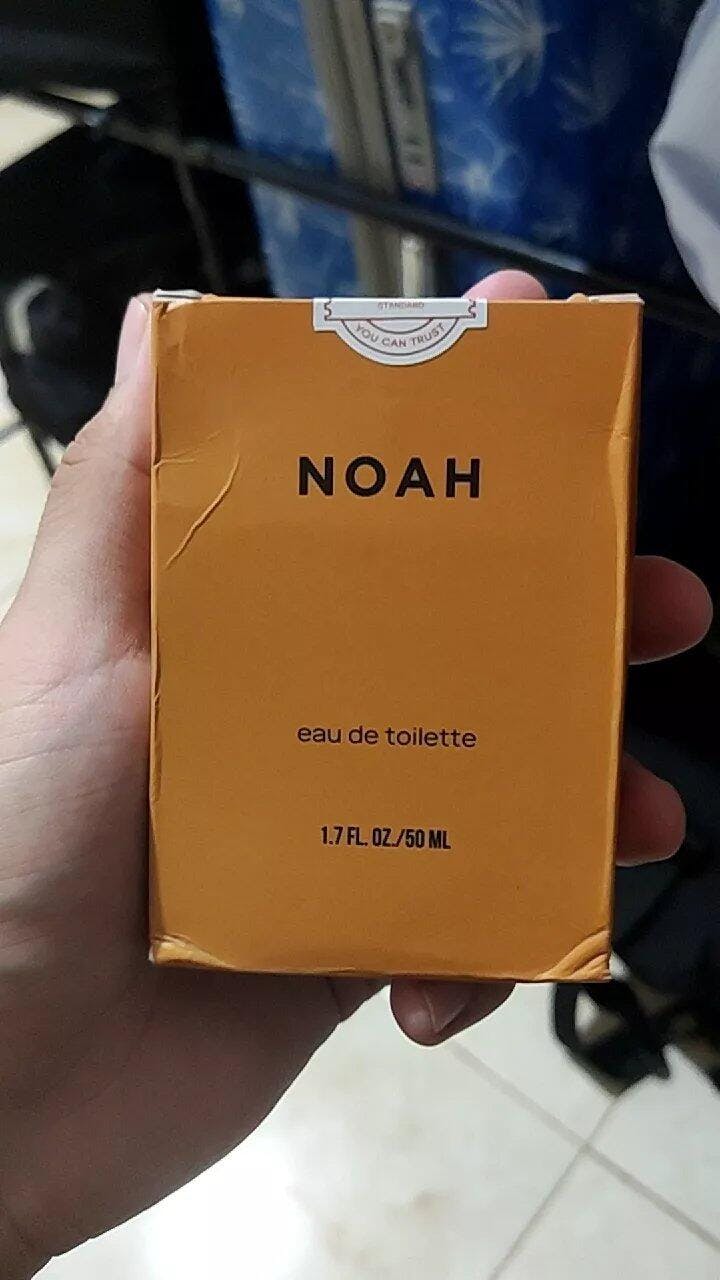 STANDARD
YOU CAN TRUST
NOAH
eau de toilette
1.7 FL. OZ./50 ML